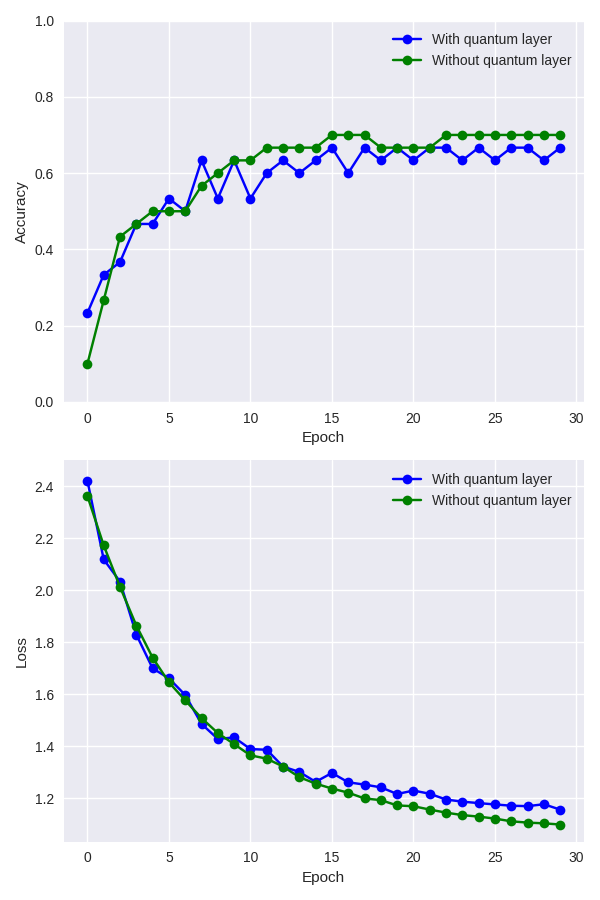 1.0
0.8
0.6
0.4
0.2
0.0
Accuracy
With quantum layer
Without quantum layer
0 5 10 15 20 25 30
Epoch
2.4
2.2
2.0
1.8
1.6
1.4
1.2
Loss
With quantum layer
Without quantum layer
0 5 10 15 20 25 30
Epoch